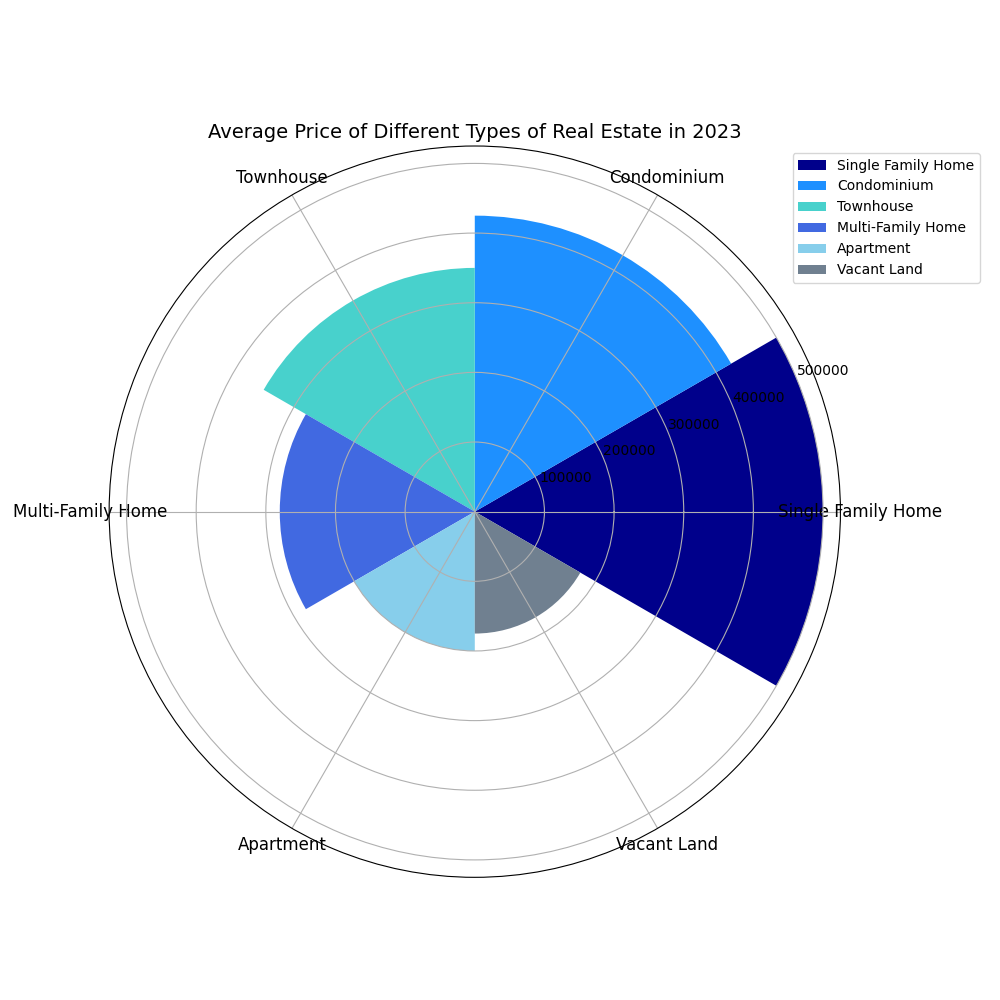 Average Price of Different Types of Real Estate in 2023
Single Family Home
Condominium
Townhouse
Multi-Family Home
Apartment
Vacant Land
Townhouse
Condominium
500000
400000
300000
200000
100000
Multi-Family Home
Single Family Home
Apartment
Vacant Land